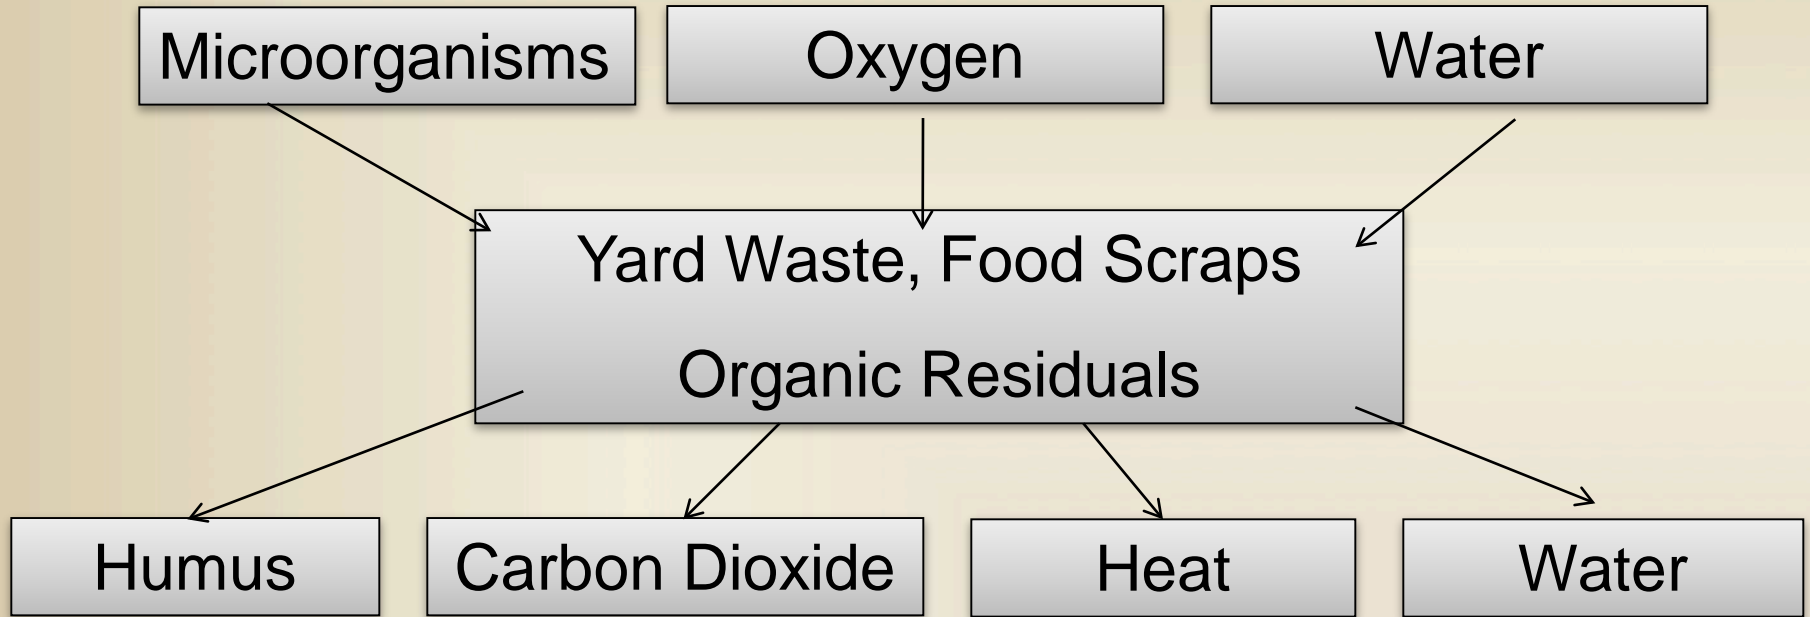 Microorganisms
Oxygen
Water
Yard Waste, Food Scraps
Organic Residuals
Humus
Carbon Dioxide
Heat
Water